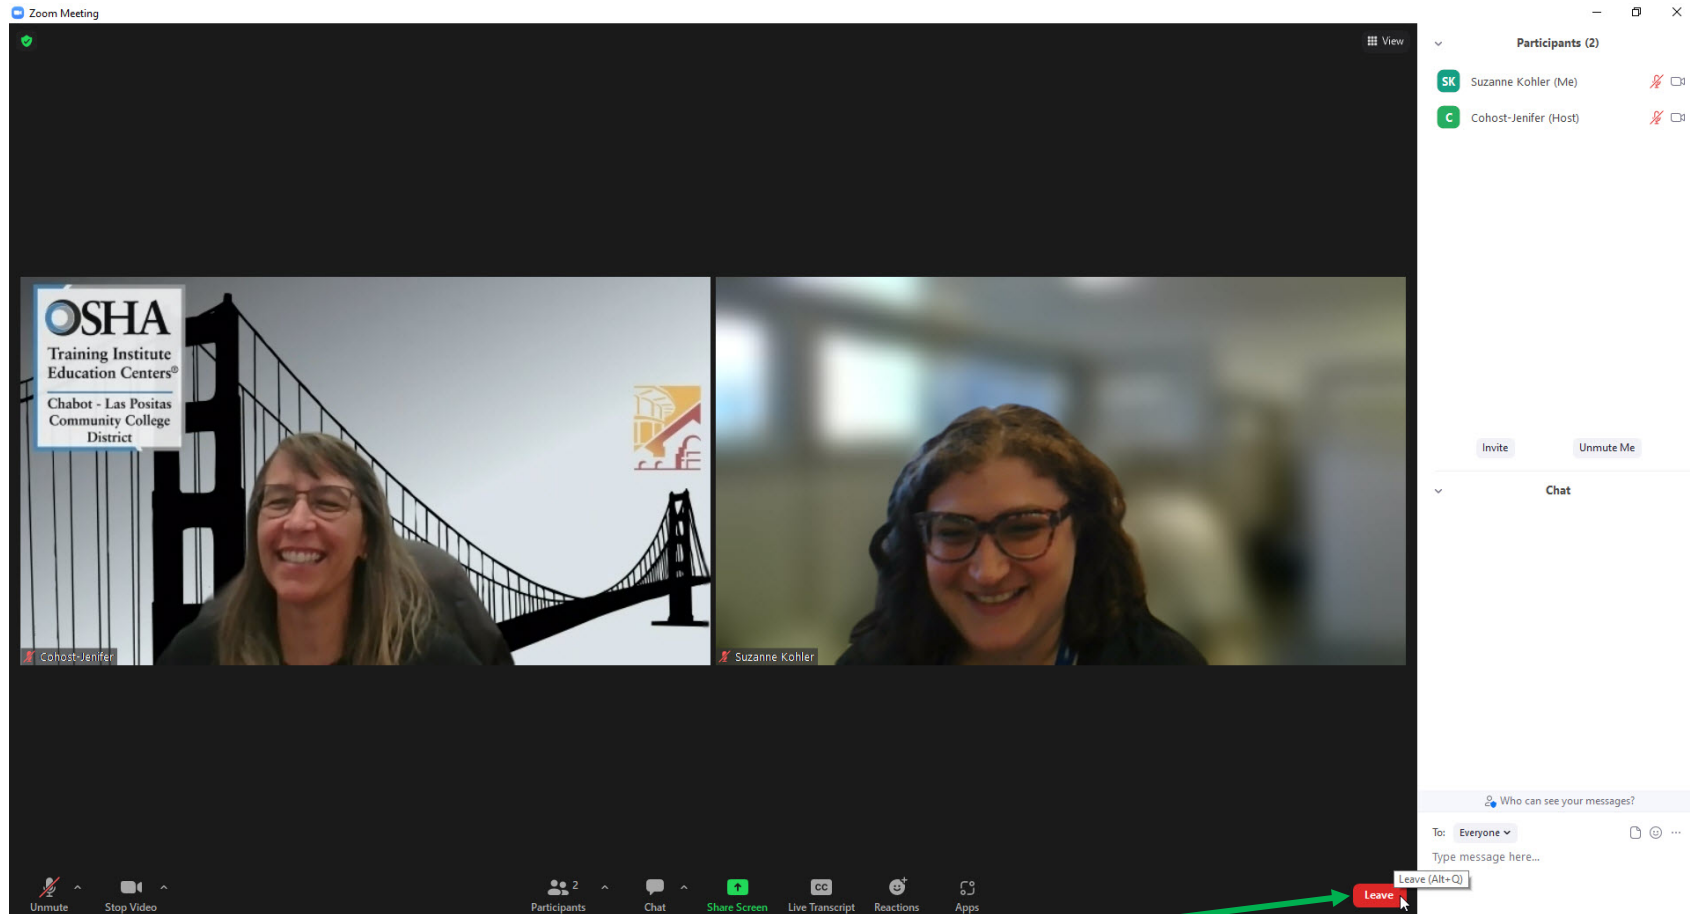 Zoom Meeting
View
OSHA
Training Institute
Education Centers®
Chabot - Las Positas
Community College
District
Cohost-Jenifer
Suzanne Kohler
Unmute
Stop Video
2
Participants
Chat
Share Screen
CC
Live Transcript
Reactions
Apps
Leave
Leave (Alt+Q)
Participants (2)
SK Suzanne Kohler (Me)
C Cohost-Jenifer (Host)
Invite Unmute Me
Chat
Who can see your messages?
To: Everyone
Type message here...